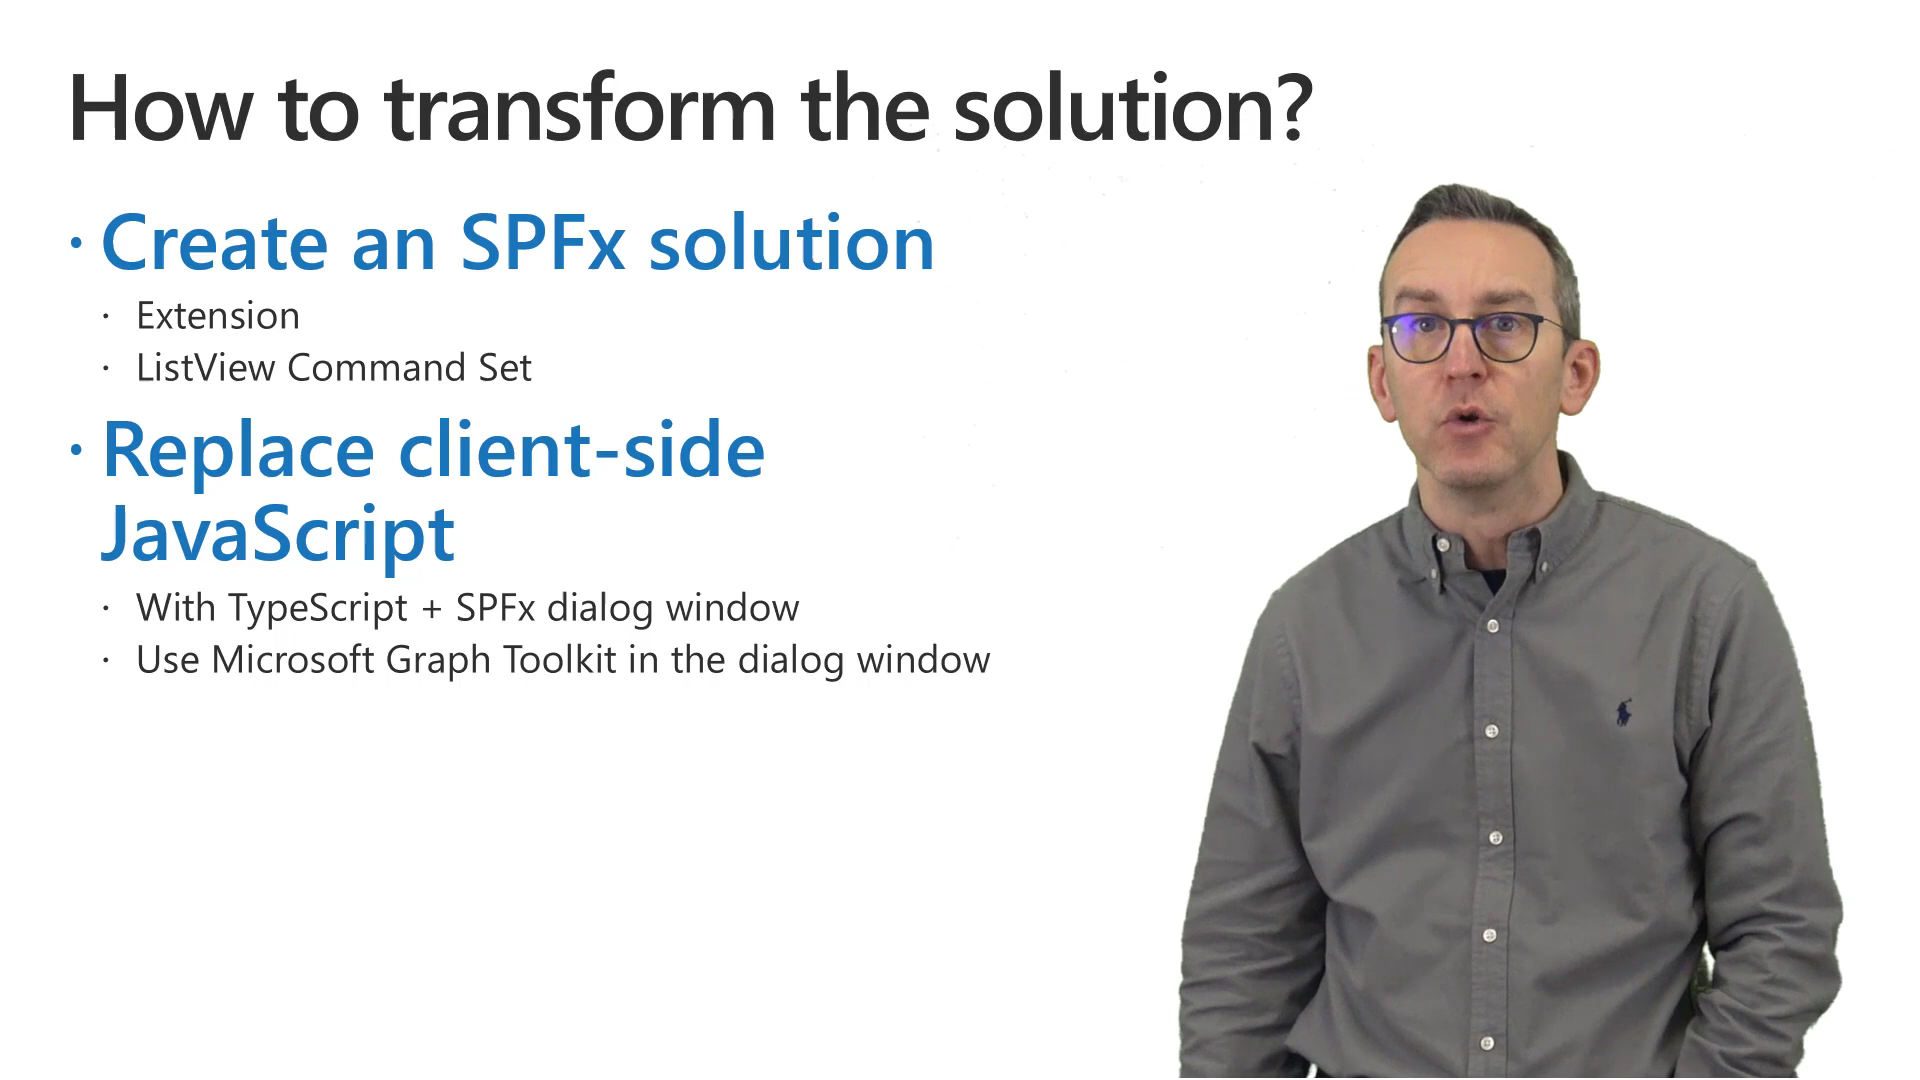 How to transform the solution?
· Create an SPFx solution
· Extension
· ListView Command Set
· Replace client-side
JavaScript
· With TypeScript + SPFx dialog window
· Use Microsoft Graph Toolkit in the dialog window